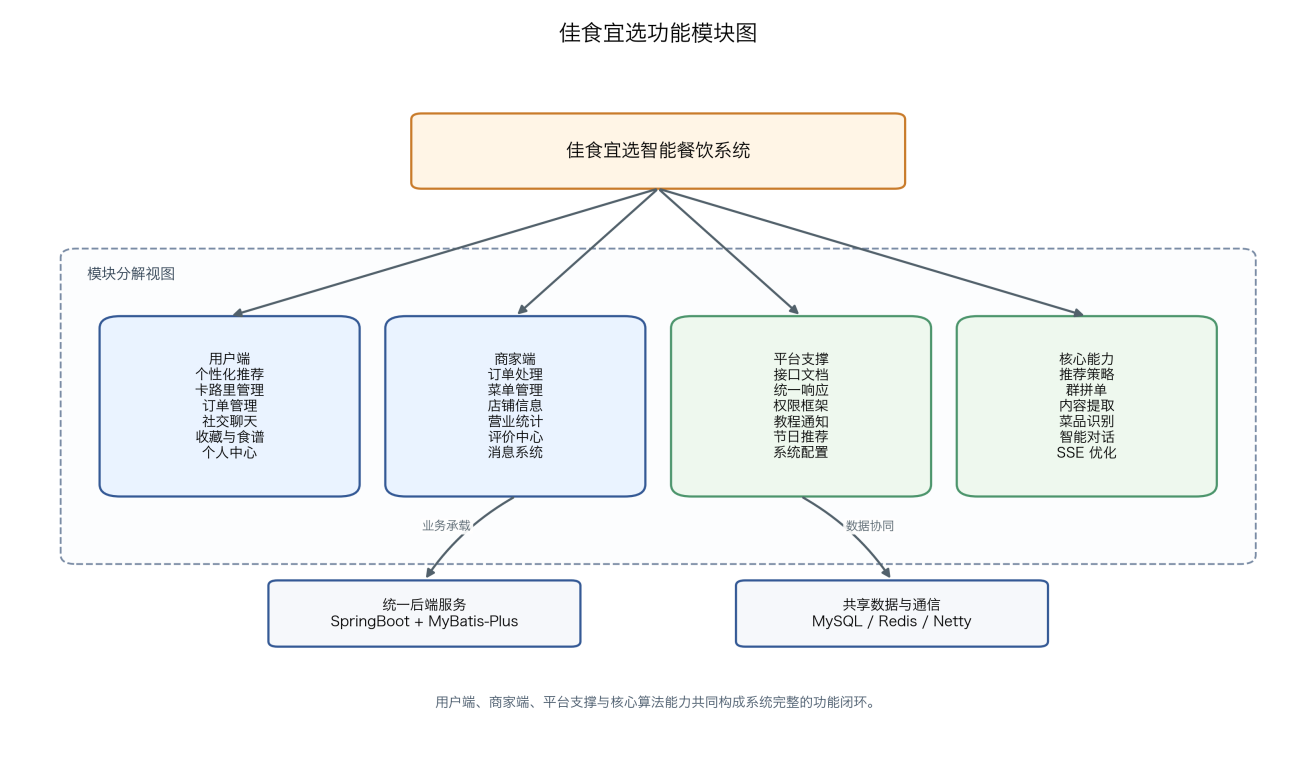 佳食宜选功能模块图
佳食宜选智能餐饮系统
模块分解视图
用户端
个性化推荐
卡路里管理
订单管理
社交聊天
收藏与食谱
个人中心
商家端
订单处理
菜单管理
店铺信息
营业统计
评价中心
消息系统
平台支撑
接口文档
统一响应
权限框架
教程通知
节日推荐
系统配置
核心能力
推荐策略
群拼单
内容提取
菜品识别
智能对话
SSE 优化
业务承载
数据协同
统一后端服务
SpringBoot + MyBatis-Plus
共享数据与通信
MySQL / Redis / Netty
用户端、商家端、平台支撑与核心算法能力共同构成系统完整的功能闭环。